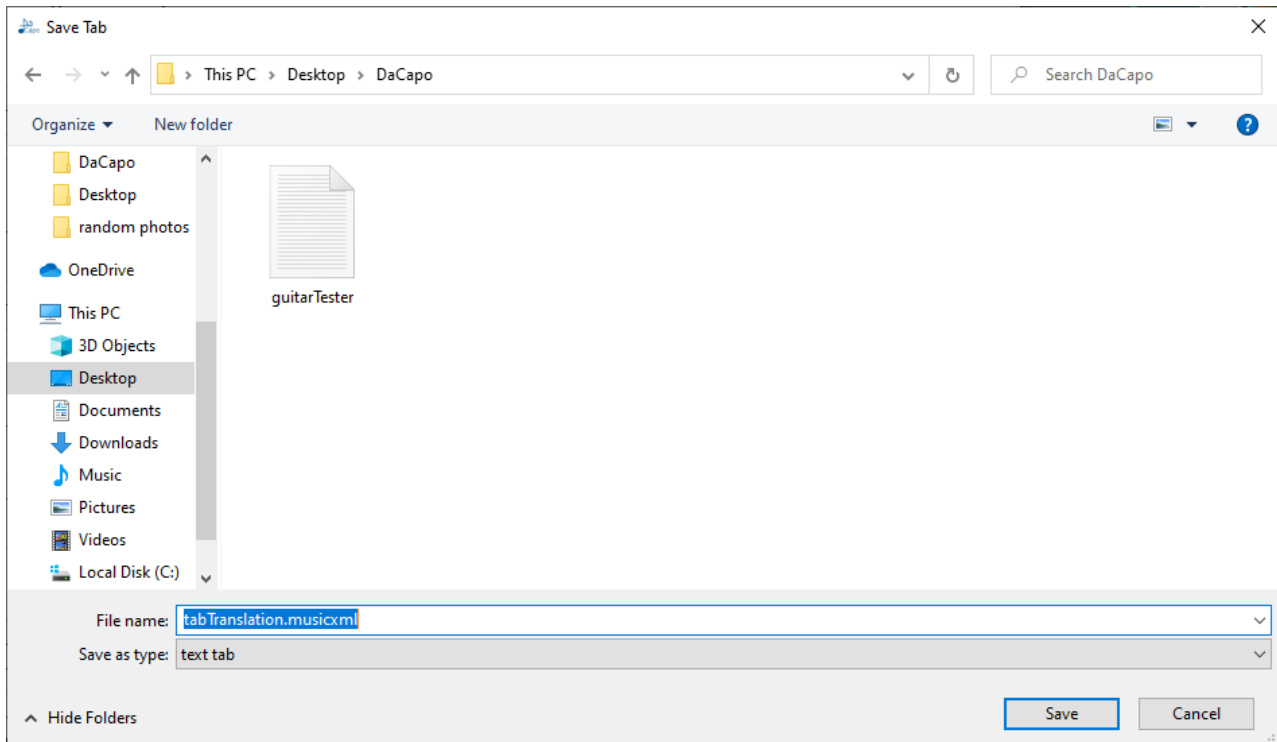 Save Tab
This PC > Desktop > DaCapo
Search DaCapo
Organize
New folder
DaCapo
Desktop
random photos
OneDrive
This PC
3D Objects
Desktop
Documents
Downloads
Music
Pictures
Videos
Local Disk (C:)
guitarTester
File name: tabTranslation.musicxml
Save as type: text tab
Hide Folders
Save
Cancel